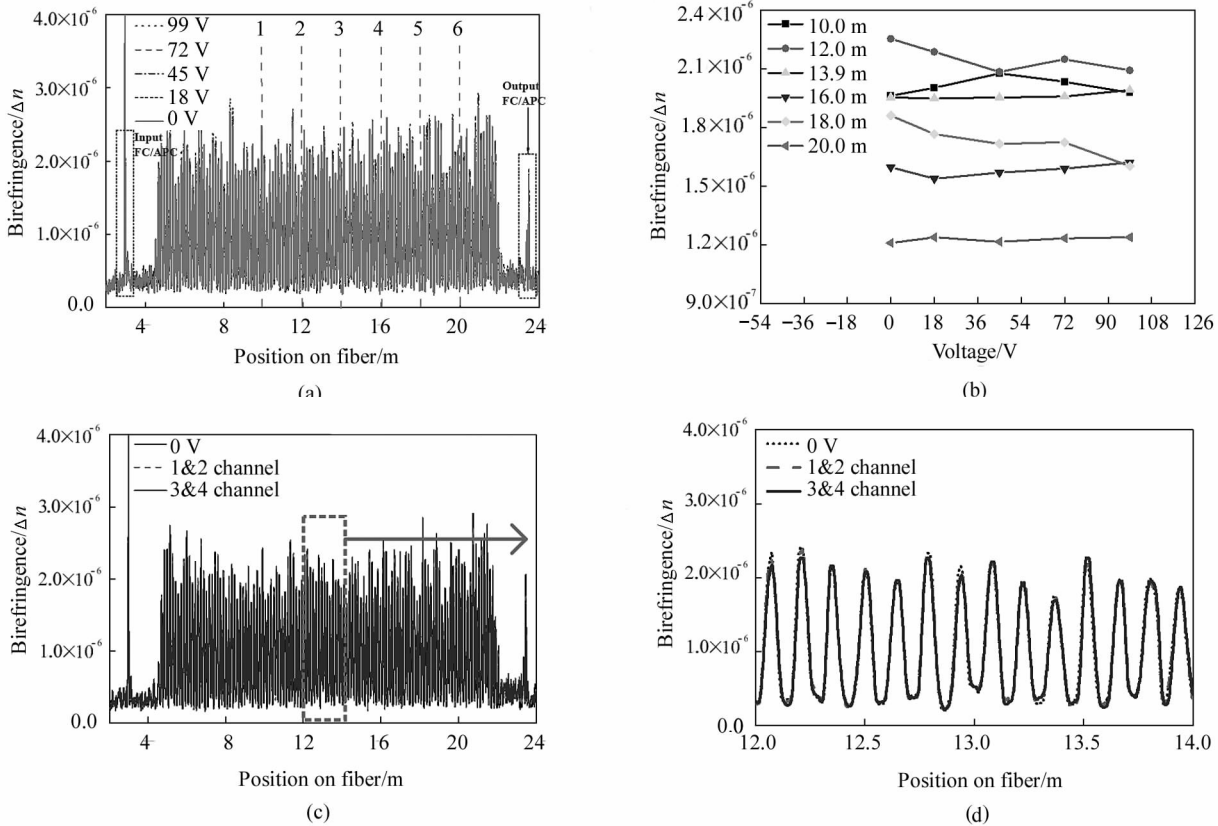 4.0×10⁻⁶
3.0×10⁻⁶
2.0×10⁻⁶
1.0×10⁻⁶
0.0
Birefringence/Δn
99 V
72 V
45 V
18 V
0 V
1 2 3 4 5 6
Input
FC/APC
Output
FC/APC
4 8 12 16 20 24
Position on fiber/m
(a)
2.4×10⁻⁶
2.1×10⁻⁶
1.8×10⁻⁶
1.5×10⁻⁶
1.2×10⁻⁶
9.0×10⁻⁷
Birefringence/Δn
10.0 m
12.0 m
13.9 m
16.0 m
18.0 m
20.0 m
−54 −36 −18 0 18 36 54 72 90 108 126
Voltage/V
(b)
4.0×10⁻⁶
3.0×10⁻⁶
2.0×10⁻⁶
1.0×10⁻⁶
0.0
Birefringence/Δn
0 V
1&2 channel
3&4 channel
4 8 12 16 20 24
Position on fiber/m
(c)
4.0×10⁻⁶
3.0×10⁻⁶
2.0×10⁻⁶
1.0×10⁻⁶
0.0
Birefringence/Δn
0 V
1&2 channel
3&4 channel
12.0 12.5 13.0 13.5 14.0
Position on fiber/m
(d)